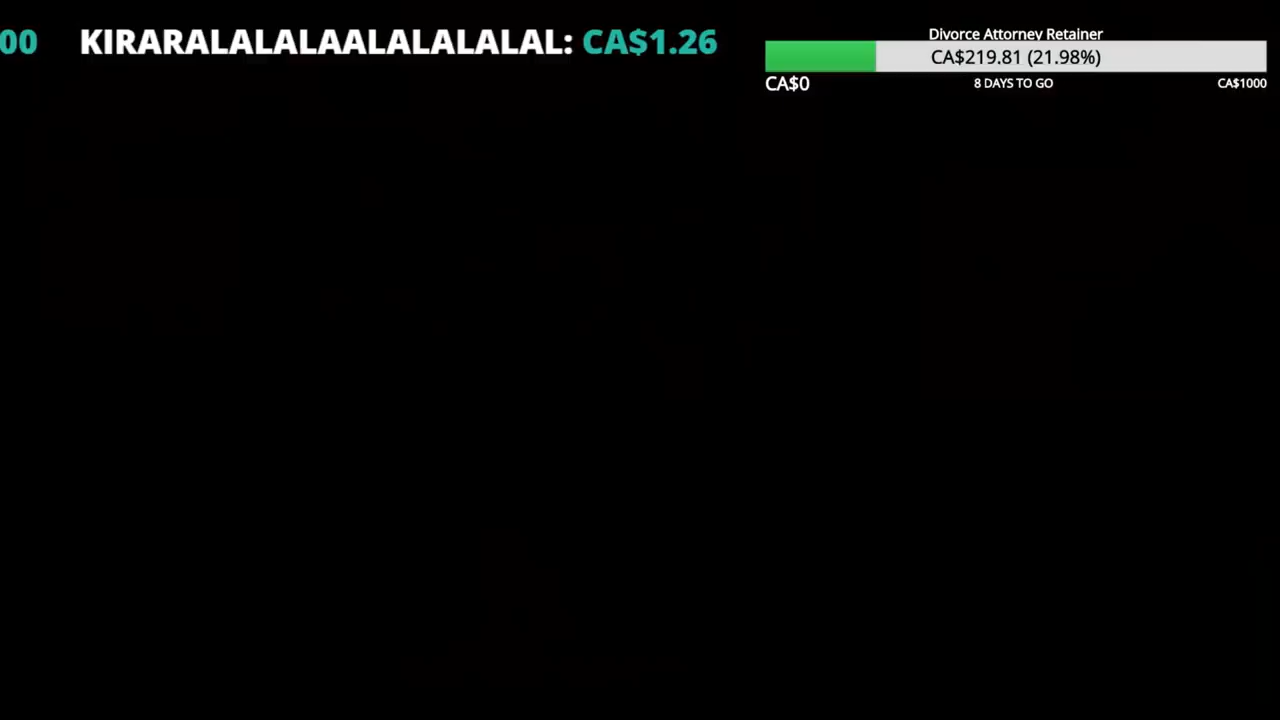 00 KIRARALALALAALALALALAL: CA$1.26
Divorce Attorney Retainer
CA$219.81 (21.98%)
CA$0 8 DAYS TO GO CA$1000